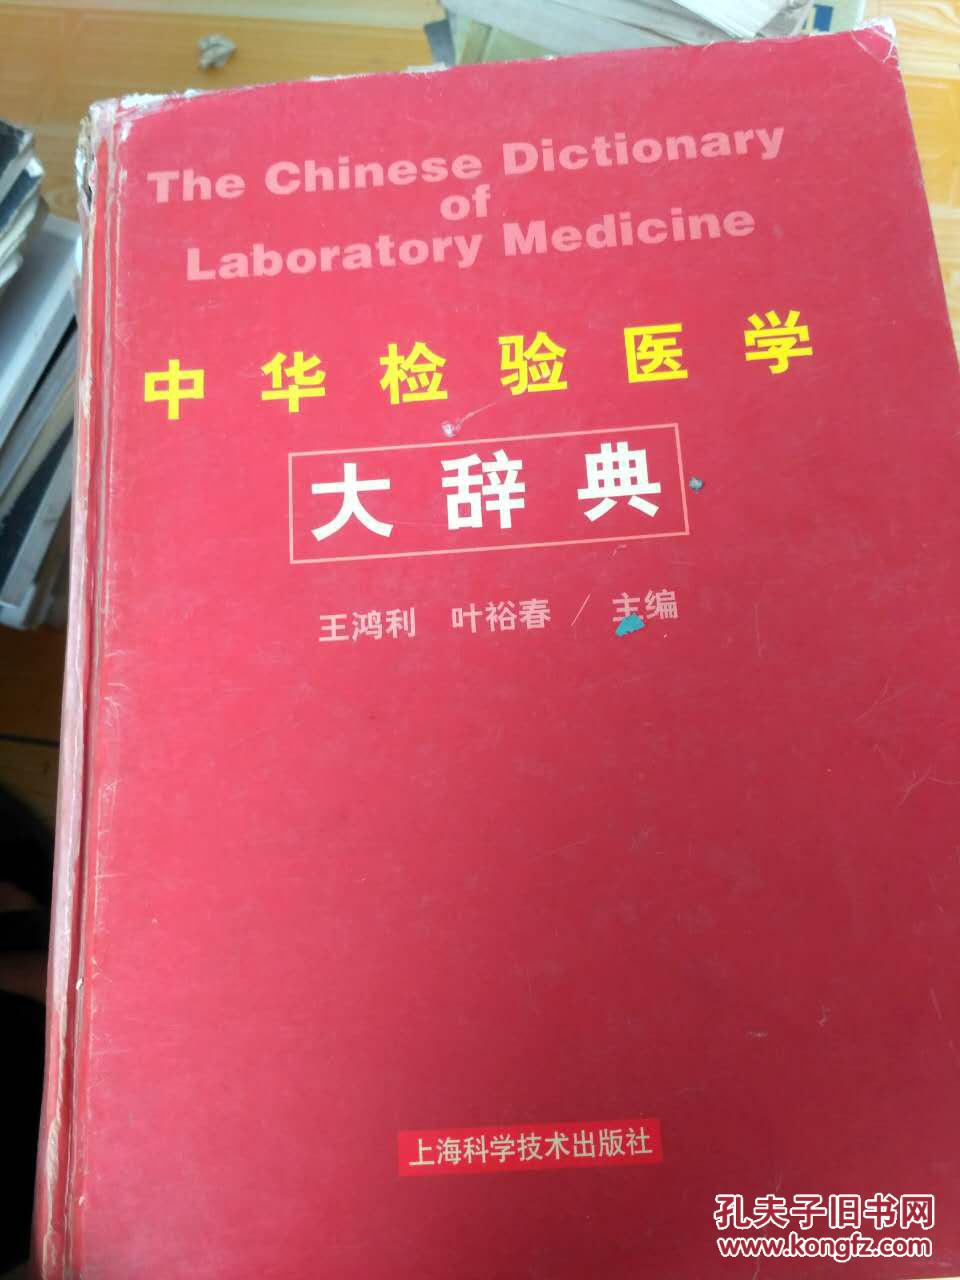 The Chinese Dictionary
of
Laboratory Medicine
中华检验医学
大辞典
王鸿利 叶裕春 / 主编
上海科学技术出版社
孔夫子旧书网
www.kongfz.com